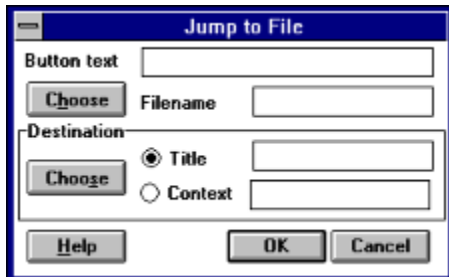 Jump to File
Button text
Choose Filename
Destination
Title
Choose
Context
Help OK Cancel